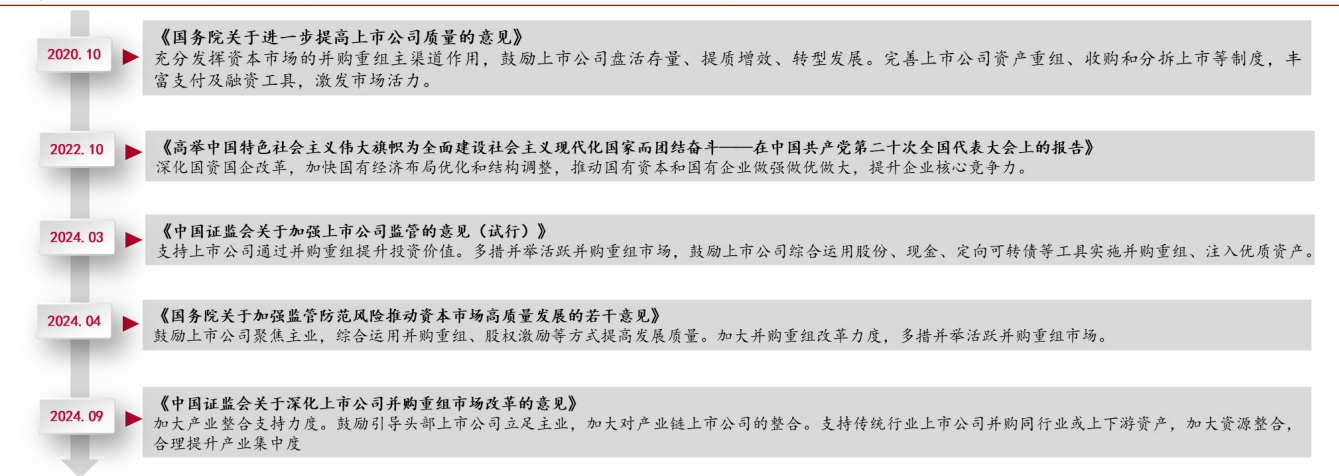 2020.10
《国务院关于进一步提高上市公司质量的意见》
充分发挥资本市场的并购重组主渠道作用，鼓励上市公司盘活存量、提质增效、转型发展。完善上市公司资产重组、收购和分拆上市等制度，丰
富支付及融资工具，激发市场活力。
2022.10
《高举中国特色社会主义伟大旗帜为全面建设社会主义现代化国家而团结奋斗——在中国共产党第二十次全国代表大会上的报告》
深化国资国企改革，加快国有经济布局优化和结构调整，推动国有资本和国有企业做强做优做大，提升企业核心竞争力。
2024.03
《中国证监会关于加强上市公司监管的意见（试行）》
支持上市公司通过并购重组提升投资价值。多措并举活跃并购重组市场，鼓励上市公司综合运用股份、现金、定向可转债等工具实施并购重组、注入优质资产。
2024.04
《国务院关于加强监管防范风险推动资本市场高质量发展的若干意见》
鼓励上市公司聚焦主业，综合运用并购重组、股权激励等方式提高发展质量。加大并购重组改革力度，多措并举活跃并购重组市场。
2024.09
《中国证监会关于深化上市公司并购重组市场改革的意见》
加大产业整合支持力度。鼓励引导头部上市公司立足主业，加大对产业链上市公司的整合。支持传统行业上市公司并购同行业或上下游资产，加大资源整合，
合理提升产业集中度